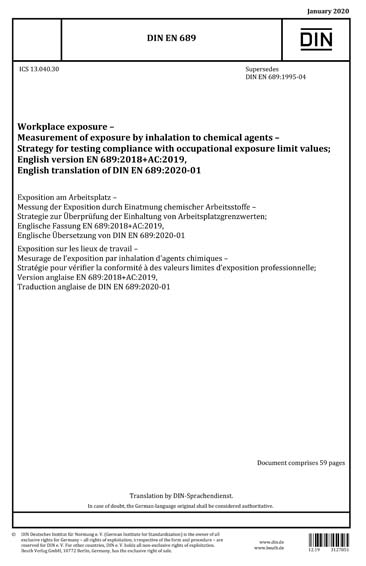 January 2020
DIN EN 689
DIN
ICS 13.040.30
Supersedes
DIN EN 689:1995-04
Workplace exposure –
Measurement of exposure by inhalation to chemical agents –
Strategy for testing compliance with occupational exposure limit values;
English version EN 689:2018+AC:2019,
English translation of DIN EN 689:2020-01
Exposition am Arbeitsplatz –
Messung der Exposition durch Einatmung chemischer Arbeitsstoffe –
Strategie zur Überprüfung der Einhaltung von Arbeitsplatzgrenzwerten;
Englische Fassung EN 689:2018+AC:2019,
Englische Übersetzung von DIN EN 689:2020-01
Exposition sur les lieux de travail –
Mesurage de l'exposition par inhalation d'agents chimiques –
Stratégie pour vérifier la conformité à des valeurs limites d'exposition professionnelle;
Version anglaise EN 689:2018+AC:2019,
Traduction anglaise de DIN EN 689:2020-01
Document comprises 59 pages
Translation by DIN-Sprachendienst.
In case of doubt, the German-language original shall be considered authoritative.
© DIN Deutsches Institut für Normung e. V. (German Institute for Standardization) is the owner of all
exclusive rights for Germany – all rights of exploitation, irrespective of the form and procedure – are
reserved for DIN e. V. For other countries, DIN e. V. holds all non-exclusive rights of exploitation.
Beuth Verlag GmbH, 10772 Berlin, Germany, has the exclusive right of sale.
www.din.de
www.beuth.de
12.19 3127051